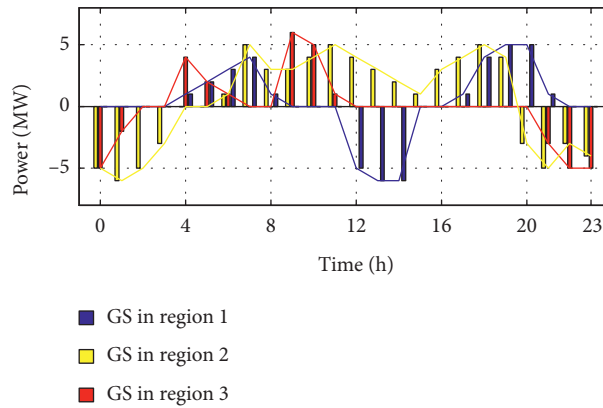 5
0
−5
Power (MW)
0
4
8
12
16
20
23
Time (h)
GS in region 1
GS in region 2
GS in region 3